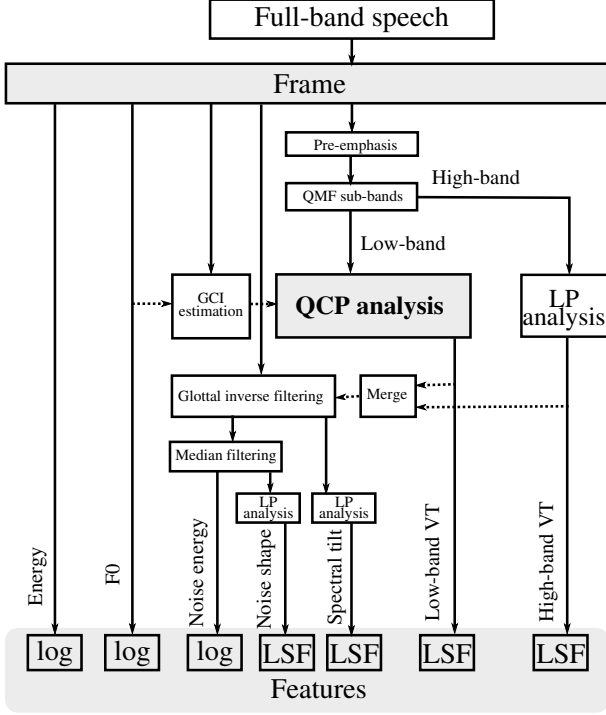 Full-band speech
Frame
Pre-emphasis
QMF sub-bands
High-band
Low-band
GCI
estimation
QCP analysis
LP
analysis
Glottal inverse filtering
Merge
Median filtering
LP
analysis
LP
analysis
Energy
F0
Noise energy
Noise shape
Spectral tilt
Low-band VT
High-band VT
log
log
log
LSF
LSF
LSF
LSF
Features